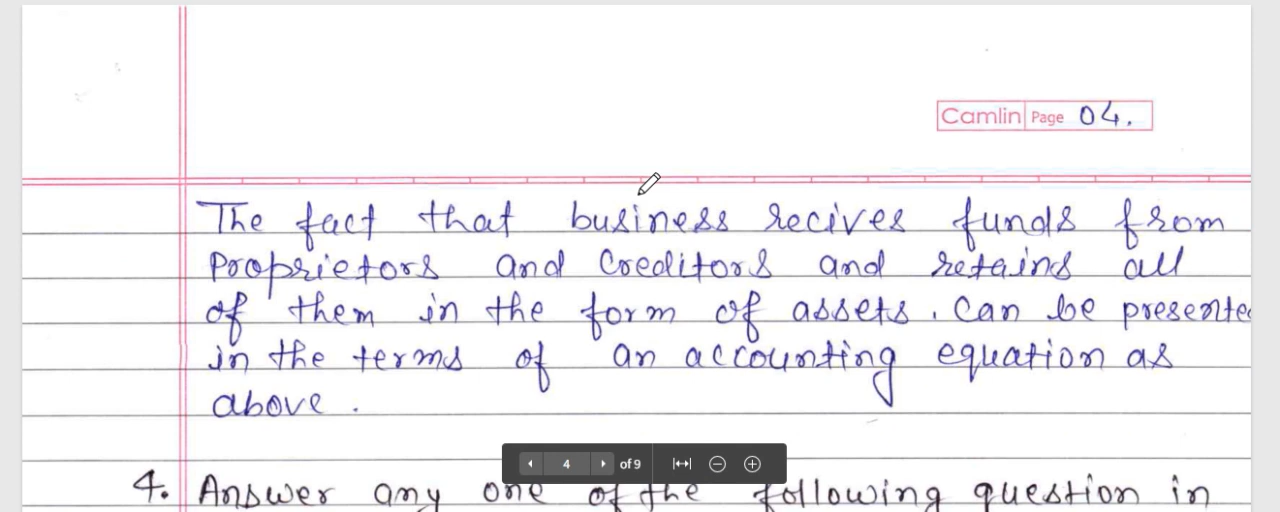 Camlin Page 04.
The fact that business recives funds from
Proprietors and Creditors and retains all
of them in the form of assets. Can be presented
in the terms of an accounting equation as
above.
4 of 9
4. Answer any one of the following question in